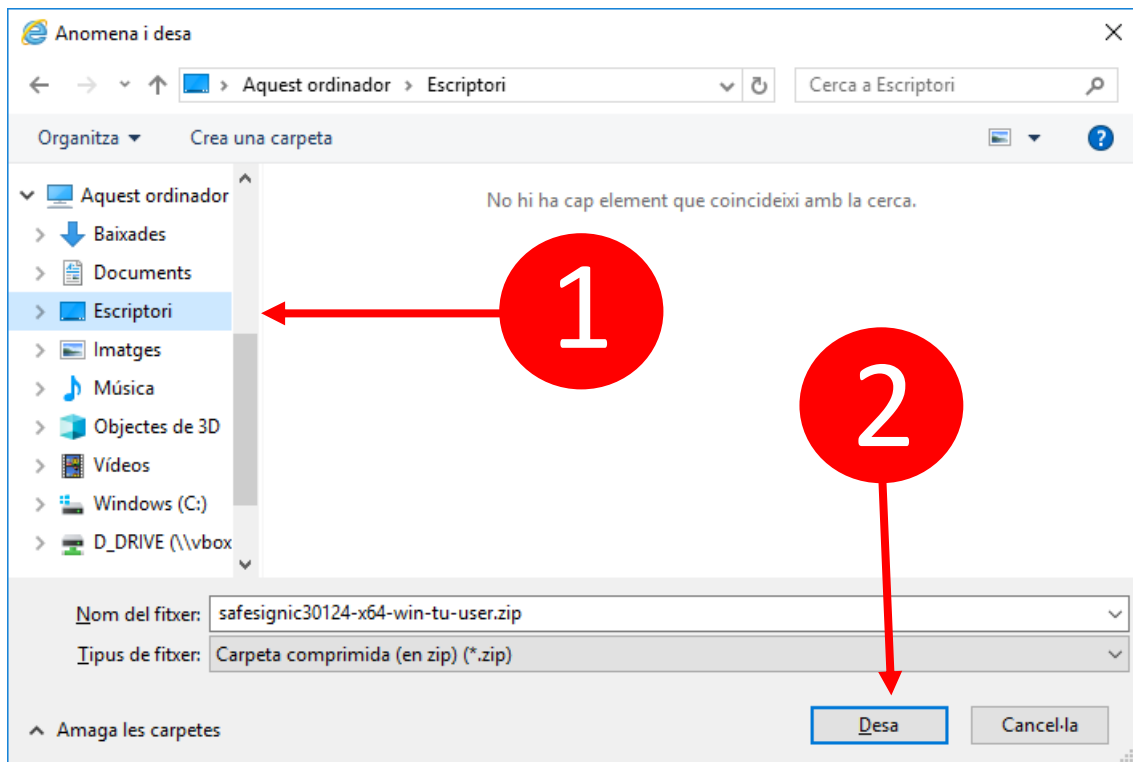 Anomena i desa
Aquest ordinador > Escriptori
Cerca a Escriptori
Organitza
Crea una carpeta
Aquest ordinador
No hi ha cap element que coincideixi amb la cerca.
Baixades
Documents
Escriptori
1
Imatges
Música
2
Objectes de 3D
Vídeos
Windows (C:)
D_DRIVE (\\vbox
Nom del fitxer: safesignic30124-x64-win-tu-user.zip
Tipus de fitxer: Carpeta comprimida (en zip) (*.zip)
Amaga les carpetes
Desa
Cancel·la